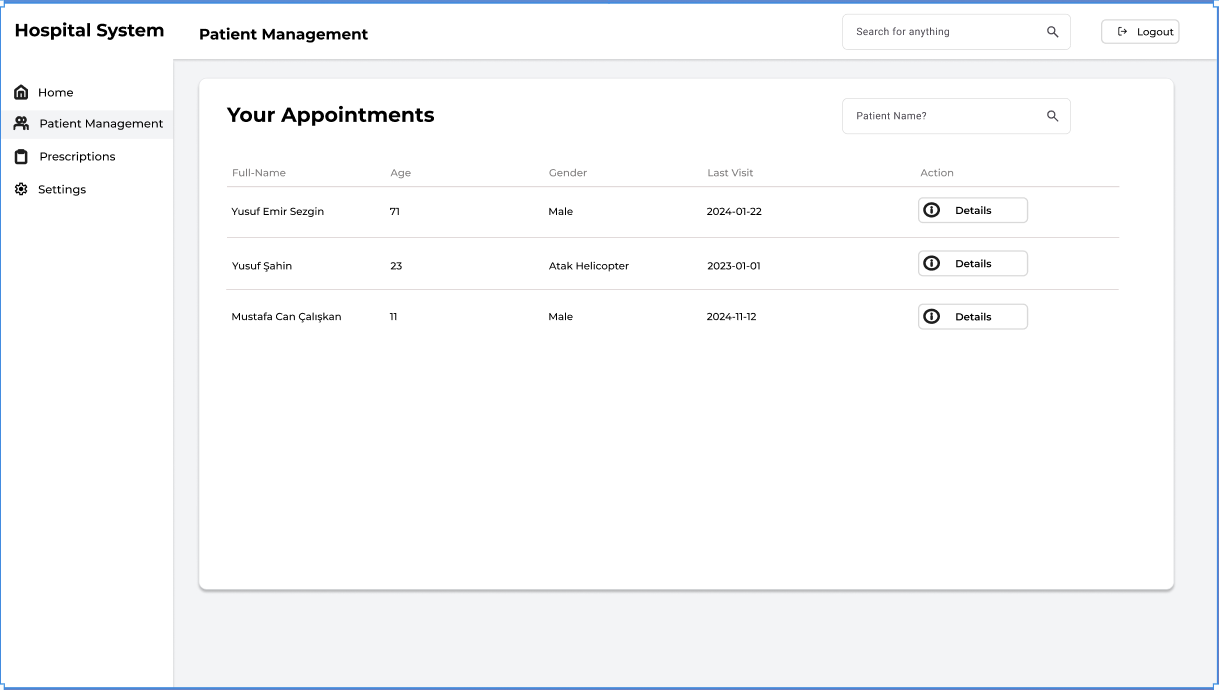 Hospital System
Patient Management
Search for anything
Logout
Home
Patient Management
Prescriptions
Settings
Your Appointments
Patient Name?
Full-Name Age Gender Last Visit Action
Yusuf Emir Sezgin 71 Male 2024-01-22 Details
Yusuf Şahin 23 Atak Helicopter 2023-01-01 Details
Mustafa Can Çalışkan 11 Male 2024-11-12 Details